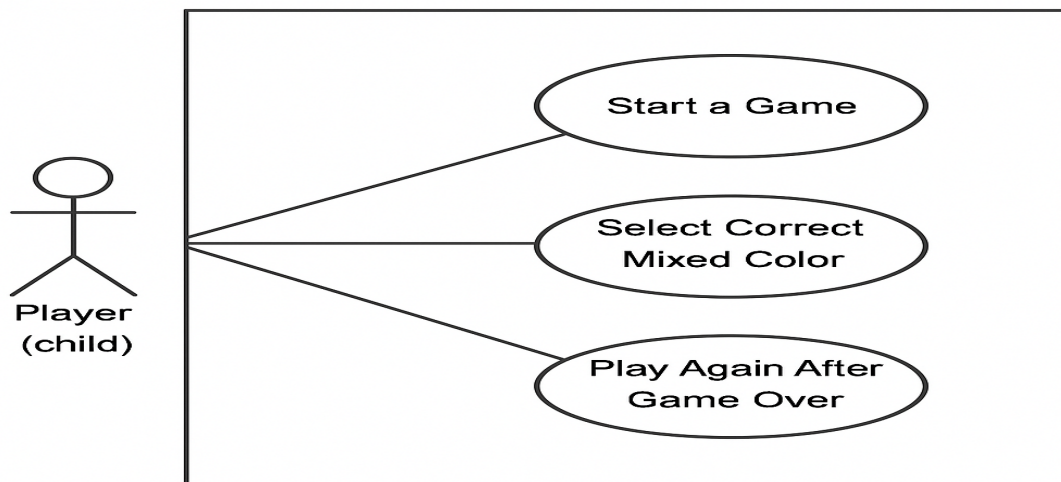 Start a Game
Select Correct
Mixed Color
Player
(child)
Play Again After
Game Over